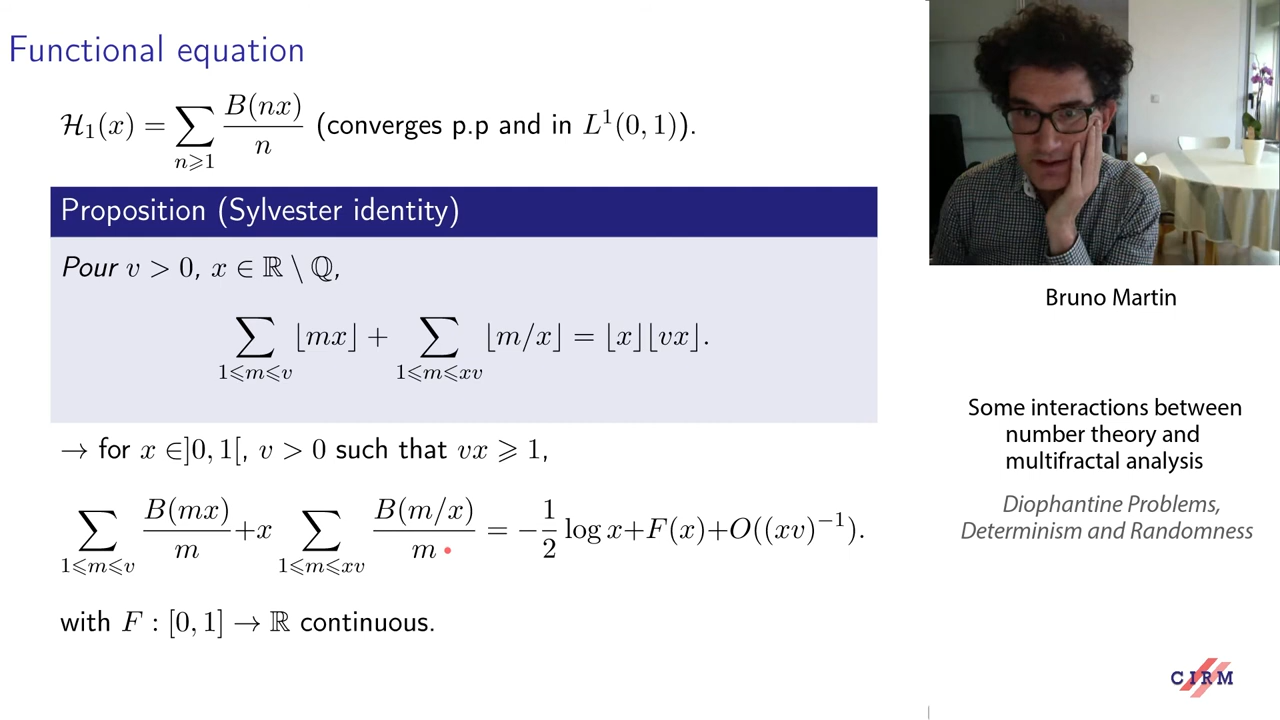 Functional equation
$\mathcal{H}_1(x) = \sum_{n \geqslant 1} \frac{B(nx)}{n}$ (converges p.p and in $L^1(0,1)$).
Proposition (Sylvester identity)
Pour $v > 0$, $x \in \mathbb{R} \setminus \mathbb{Q}$,
$\sum_{1 \leqslant m \leqslant v} \lfloor mx \rfloor + \sum_{1 \leqslant m \leqslant xv} \lfloor m/x \rfloor = \lfloor x \rfloor \lfloor vx \rfloor.$
→ for $x \in ]0,1[$, $v > 0$ such that $vx \geqslant 1$,
$\sum_{1 \leqslant m \leqslant v} \frac{B(mx)}{m} + x \sum_{1 \leqslant m \leqslant xv} \frac{B(m/x)}{m} = -\frac{1}{2} \log x + F(x) + O((xv)^{-1}).$
with $F : [0,1] \to \mathbb{R}$ continuous.
Bruno Martin
Some interactions between
number theory and
multifractal analysis
Diophantine Problems,
Determinism and Randomness
CIRM